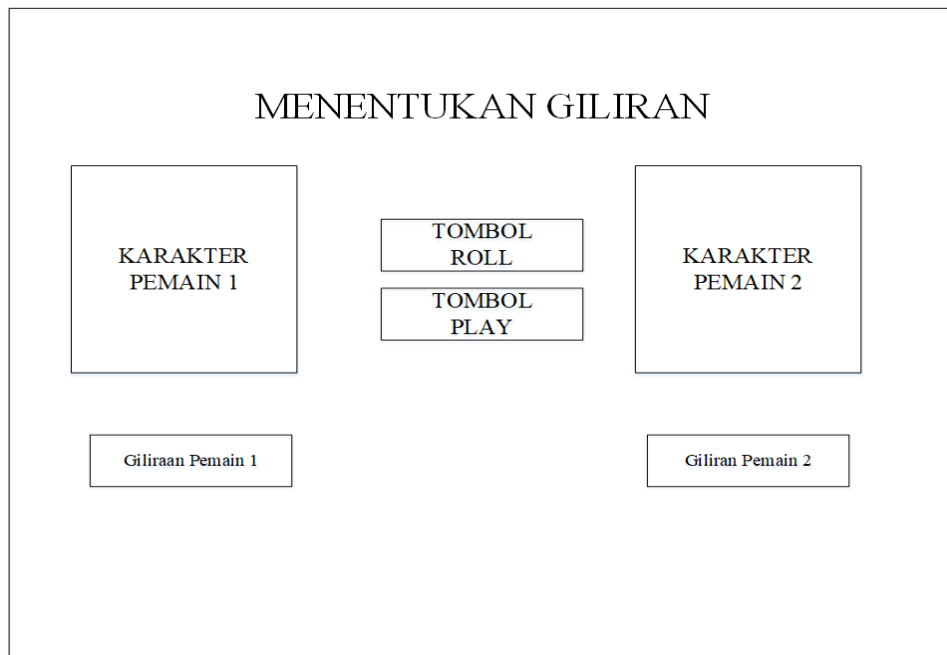 MENENTUKAN GILIRAN
KARAKTER
PEMAIN 1
TOMBOL
ROLL
TOMBOL
PLAY
KARAKTER
PEMAIN 2
Giliraan Pemain 1
Giliran Pemain 2